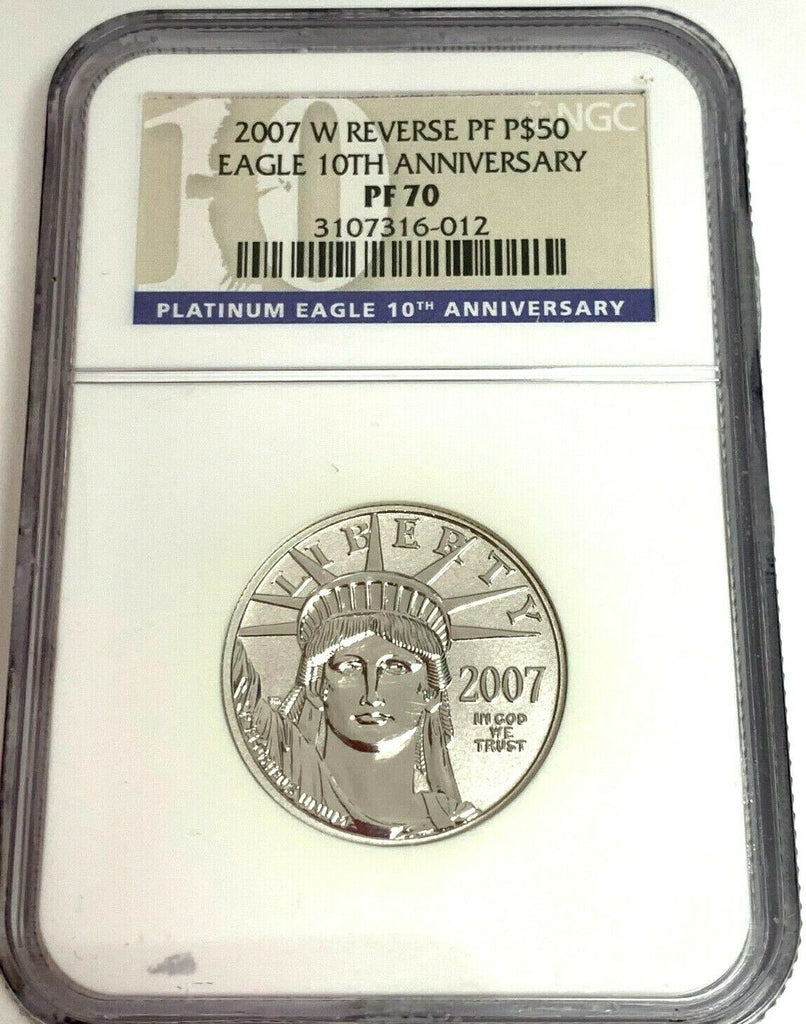 NGC
2007 W REVERSE PF P$50
EAGLE 10TH ANNIVERSARY
PF 70
3107316-012
10
PLATINUM EAGLE 10TH ANNIVERSARY
LIBERTY
2007
IN GOD
WE
TRUST